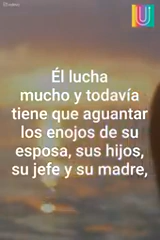 Él lucha
mucho y todavía
tiene que aguantar
los enojos de su
esposa, sus hijos,
su jefe y su madre,